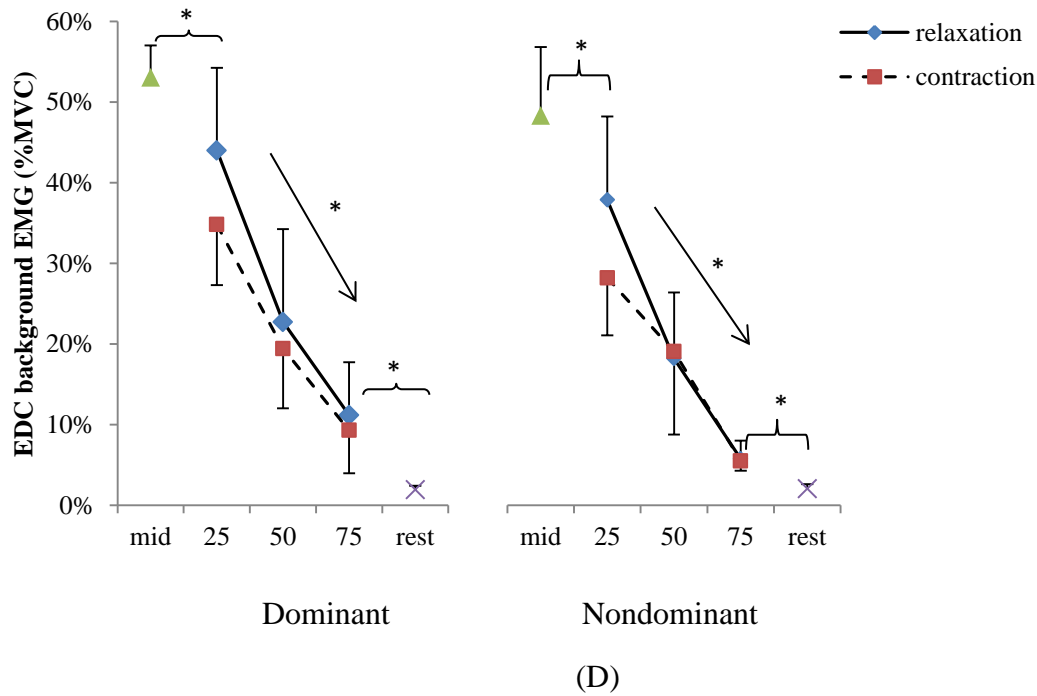 60%
50%
40%
30%
20%
10%
0%
EDC background EMG (%MVC)
*
*
*
mid 25 50 75 rest
Dominant
*
*
*
mid 25 50 75 rest
Nondominant
relaxation
contraction
(D)